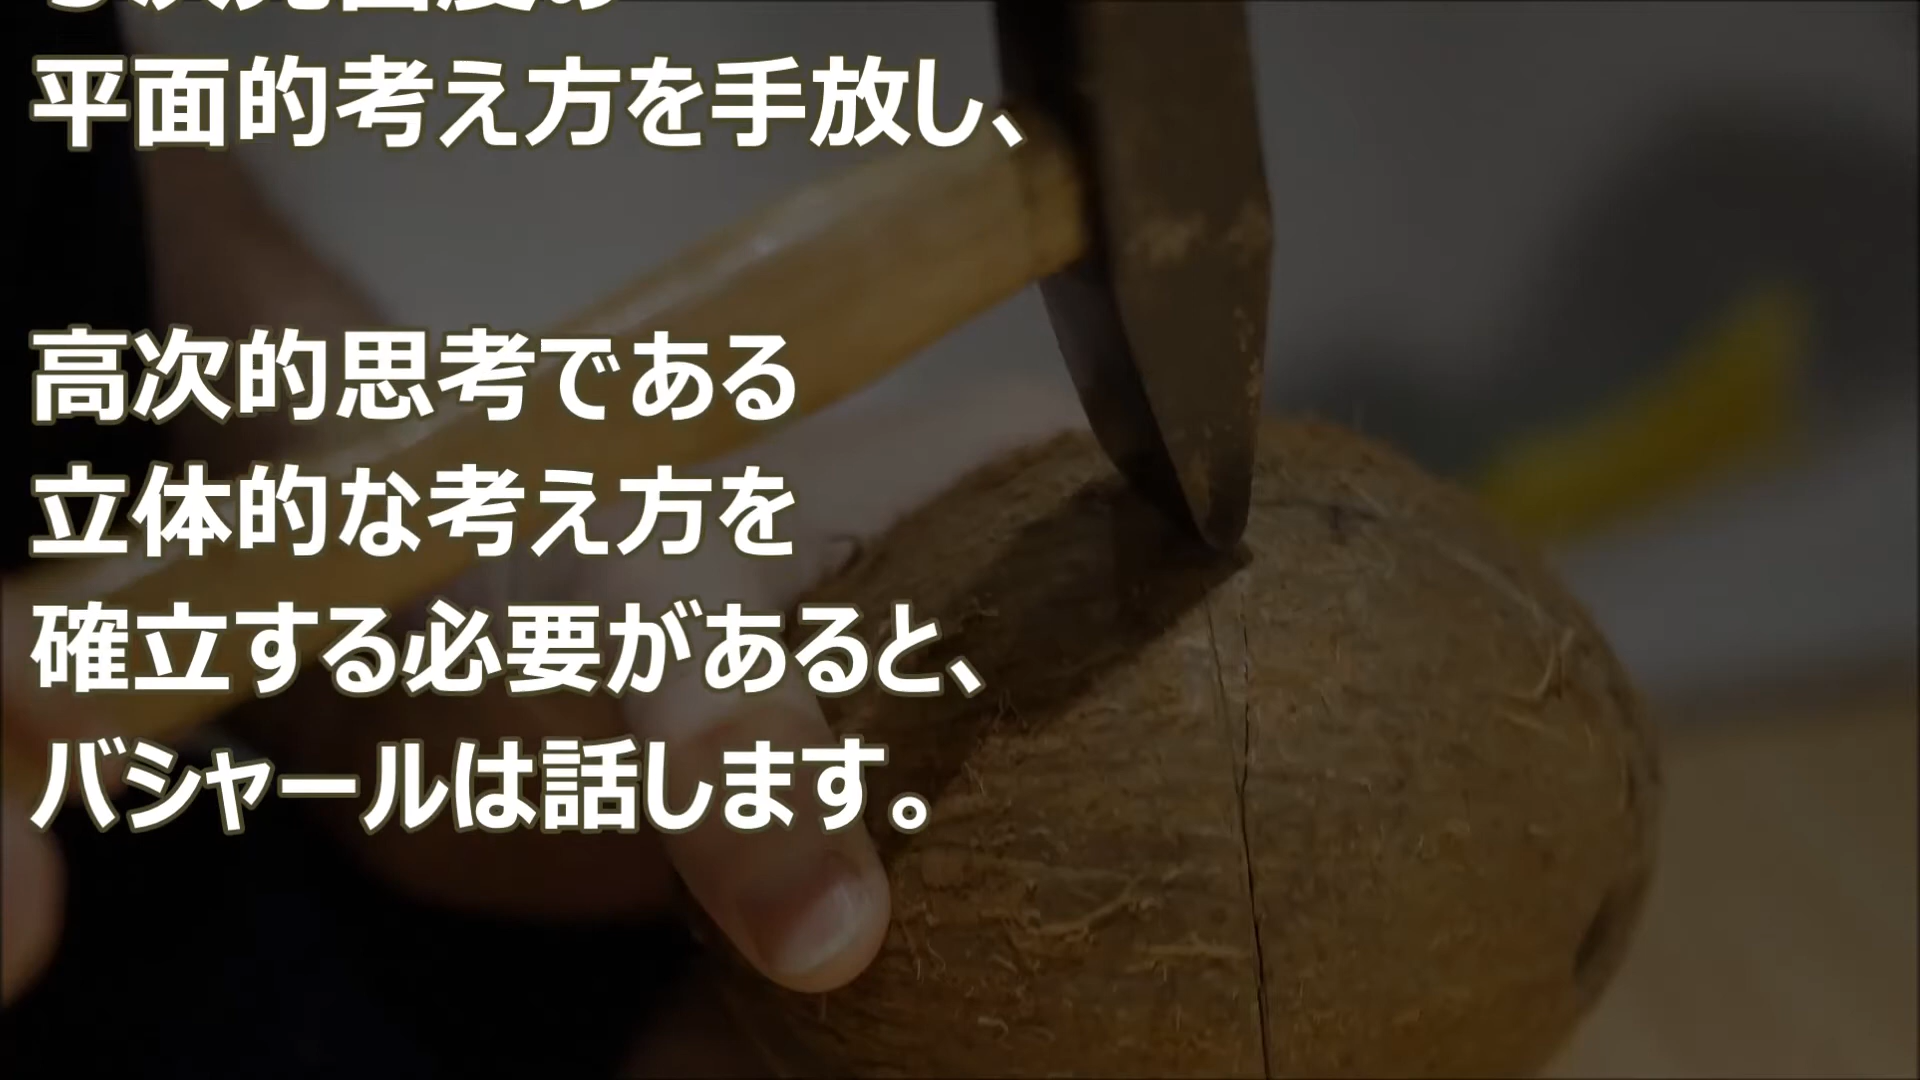 平面的考え方を手放し、
高次的思考である
立体的な考え方を
確立する必要があると、
バシャールは話します。